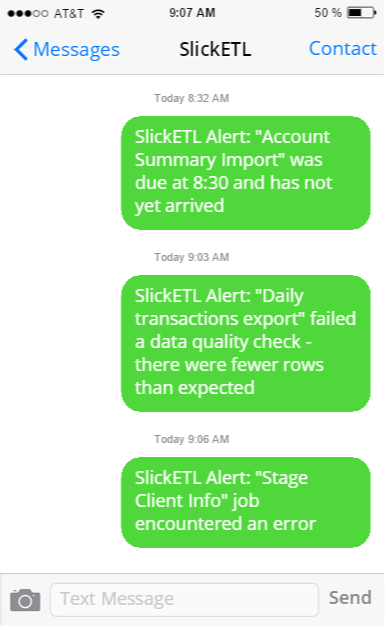 AT&T 9:07 AM 50 %
Messages SlickETL Contact
Today 8:32 AM
SlickETL Alert: "Account
Summary Import" was
due at 8:30 and has not
yet arrived
Today 9:03 AM
SlickETL Alert: "Daily
transactions export" failed
a data quality check -
there were fewer rows
than expected
Today 9:06 AM
SlickETL Alert: "Stage
Client Info" job
encountered an error
Text Message Send